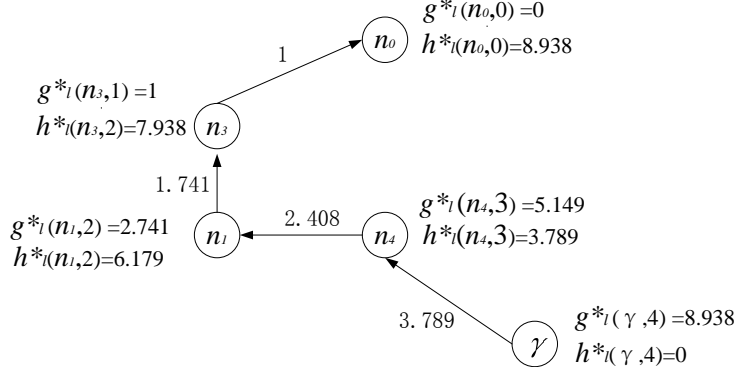 g*l(n0,0)=0
n0
h*l(n0,0)=8.938
1
g*l(n3,1)=1
h*l(n3,2)=7.938
n3
1.741
g*l(n1,2)=2.741
h*l(n1,2)=6.179
n1
2.408
n4
g*l(n4,3)=5.149
h*l(n4,3)=3.789
3.789
γ
g*l(γ,4)=8.938
h*l(γ,4)=0